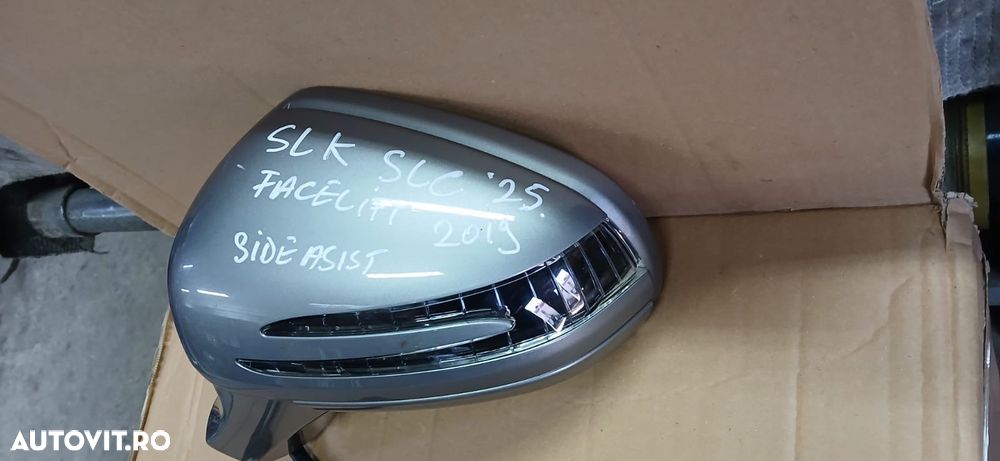 SLK SLC '25.
FACELIFT 2019
SIDE ASIST
AUTOVIT.RO